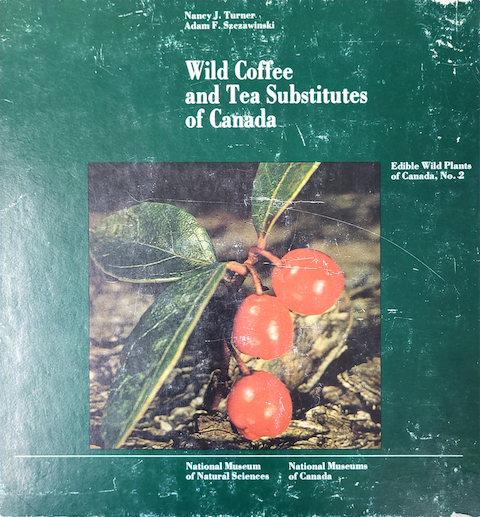 Nancy J. Turner
Adam F. Szczawinski
Wild Coffee
and Tea Substitutes
of Canada
Edible Wild Plants
of Canada, No. 2
National Museum
of Natural Sciences
National Museums
of Canada